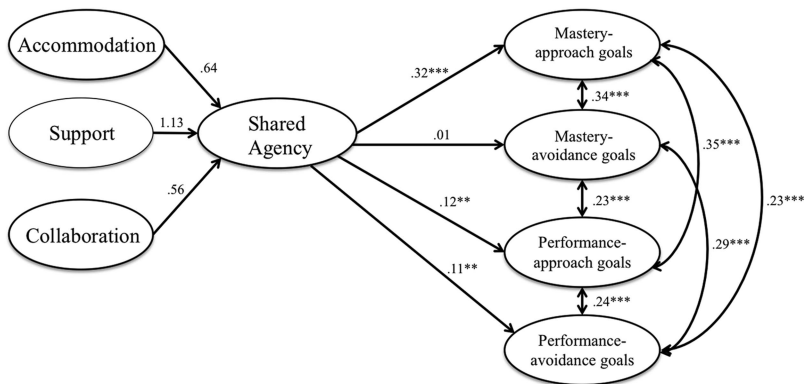 Accommodation
Support
Collaboration
.64
1.13
.56
Shared
Agency
.32***
.01
.12**
.11**
Mastery-
approach goals
.34***
Mastery-
avoidance goals
.23***
Performance-
approach goals
.24***
Performance-
avoidance goals
.35***
.29***
.23***